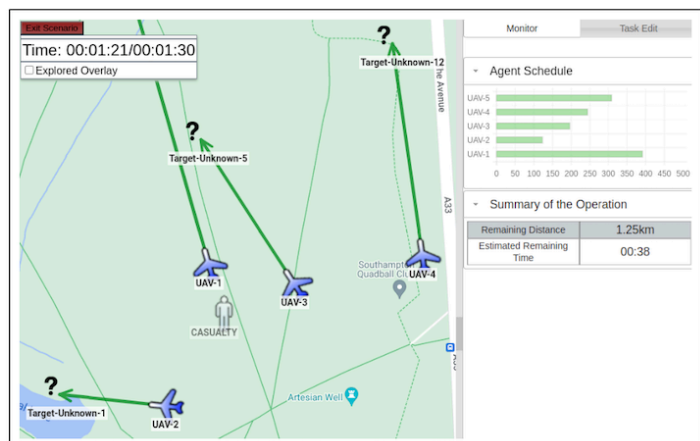 Exit Scenario
Time: 00:01:21/00:01:30
Explored Overlay
?
Target-Unknown-12
he Avenue
?
Target-Unknown-5
A33
UAV-1
UAV-3
Southampton
Quadball Clu
UAV-4
CASUALTY
?
Target-Unknown-1
UAV-2
Artesian Well
Monitor
Task Edit
Agent Schedule
UAV-5
UAV-4
UAV-3
UAV-2
UAV-1
0 50 100 150 200 250 300 350 400 450 500
Summary of the Operation
Remaining Distance 1.25km
Estimated Remaining Time 00:38